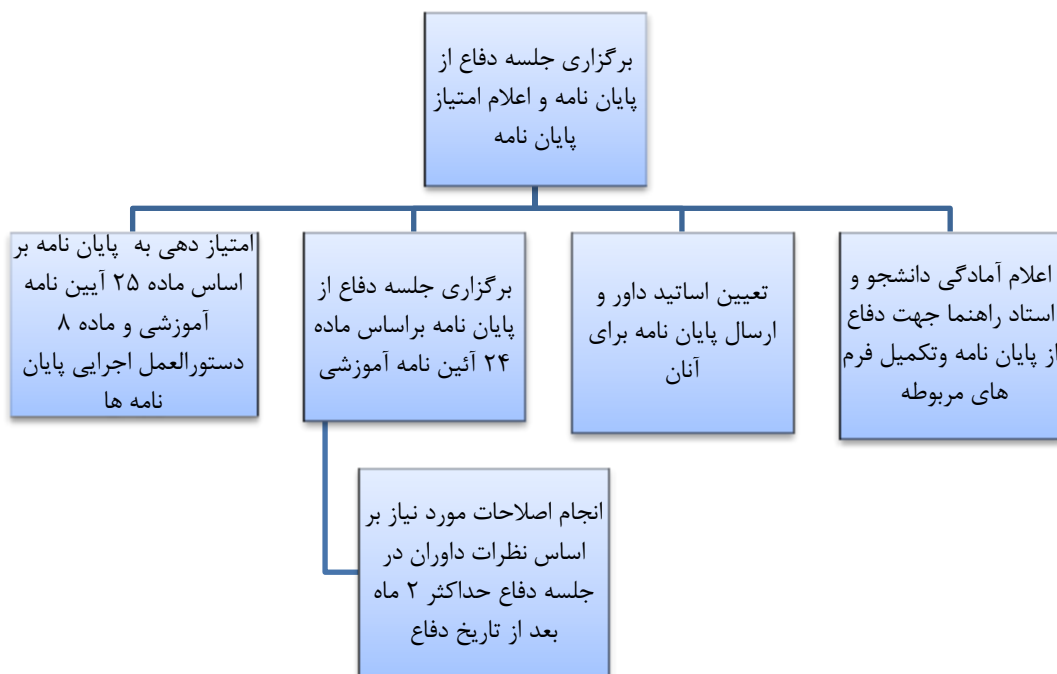 برگزاری جلسه دفاع از
پایان نامه و اعلام امتیاز
پایان نامه
اعلام آمادگی دانشجو و
استاد راهنما جهت دفاع
از پایان نامه وتکمیل فرم
های مربوطه
تعیین اساتید داور و
ارسال پایان نامه برای
آنان
برگزاری جلسه دفاع از
پایان نامه براساس ماده
۲۴ آئین نامه آموزشی
امتیاز دهی به پایان نامه بر
اساس ماده ۲۵ آیین نامه
آموزشی و ماده ۸
دستورالعمل اجرایی پایان
نامه ها
انجام اصلاحات مورد نیاز بر
اساس نظرات داوران در
جلسه دفاع حداکثر ۲ ماه
بعد از تاریخ دفاع